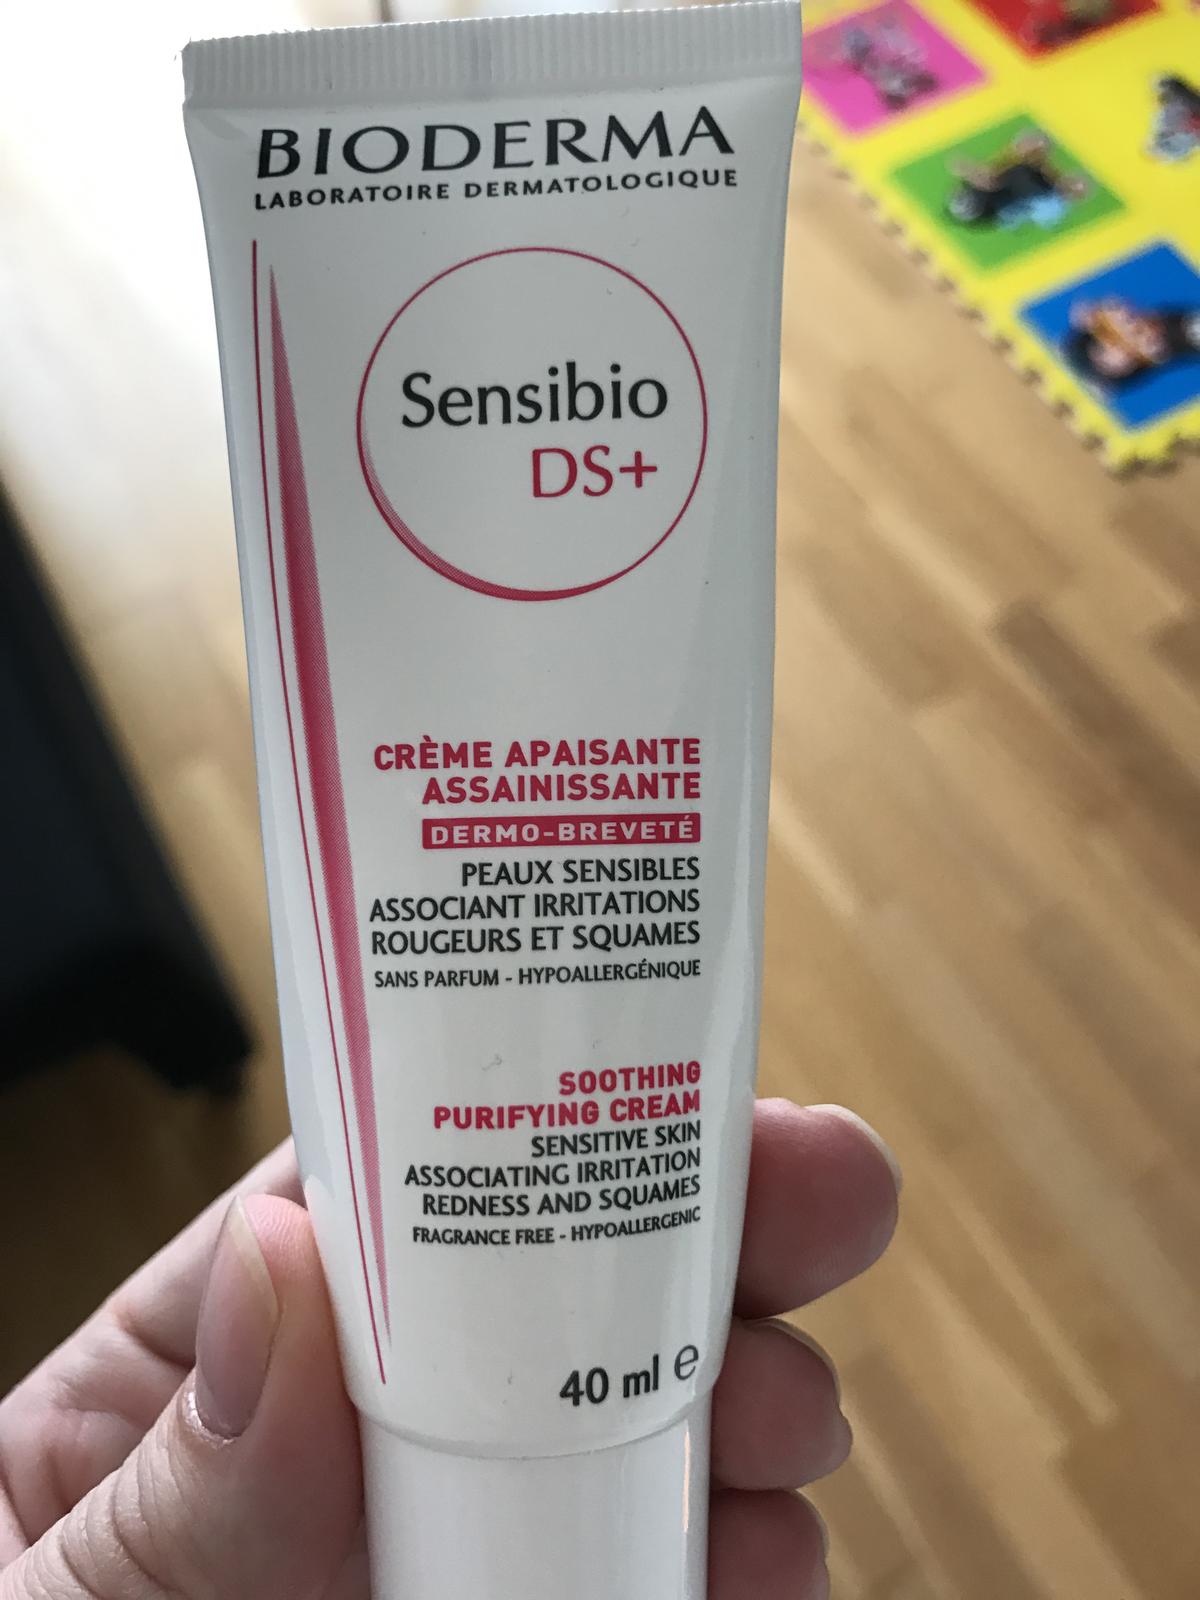 BIODERMA
LABORATOIRE DERMATOLOGIQUE
Sensibio
DS+
CRÈME APAISANTE
ASSAINISSANTE
DERMO-BREVETÉ
PEAUX SENSIBLES
ASSOCIANT IRRITATIONS
ROUGEURS ET SQUAMES
SANS PARFUM - HYPOALLERGÉNIQUE
SOOTHING
PURIFYING CREAM
SENSITIVE SKIN
ASSOCIATING IRRITATION
REDNESS AND SQUAMES
FRAGRANCE FREE - HYPOALLERGENIC
40 ml e